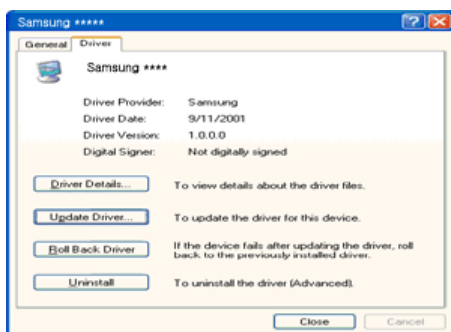 Samsung *****
General Driver
Samsung ****
Driver Provider: Samsung
Driver Date: 9/11/2001
Driver Version: 1.0.0.0
Digital Signer: Not digitally signed
Driver Details... To view details about the driver files.
Update Driver... To update the driver for this device.
Roll Back Driver If the device fails after updating the driver, roll
back to the previously installed driver.
Uninstall To uninstall the driver (Advanced).
Close Cancel